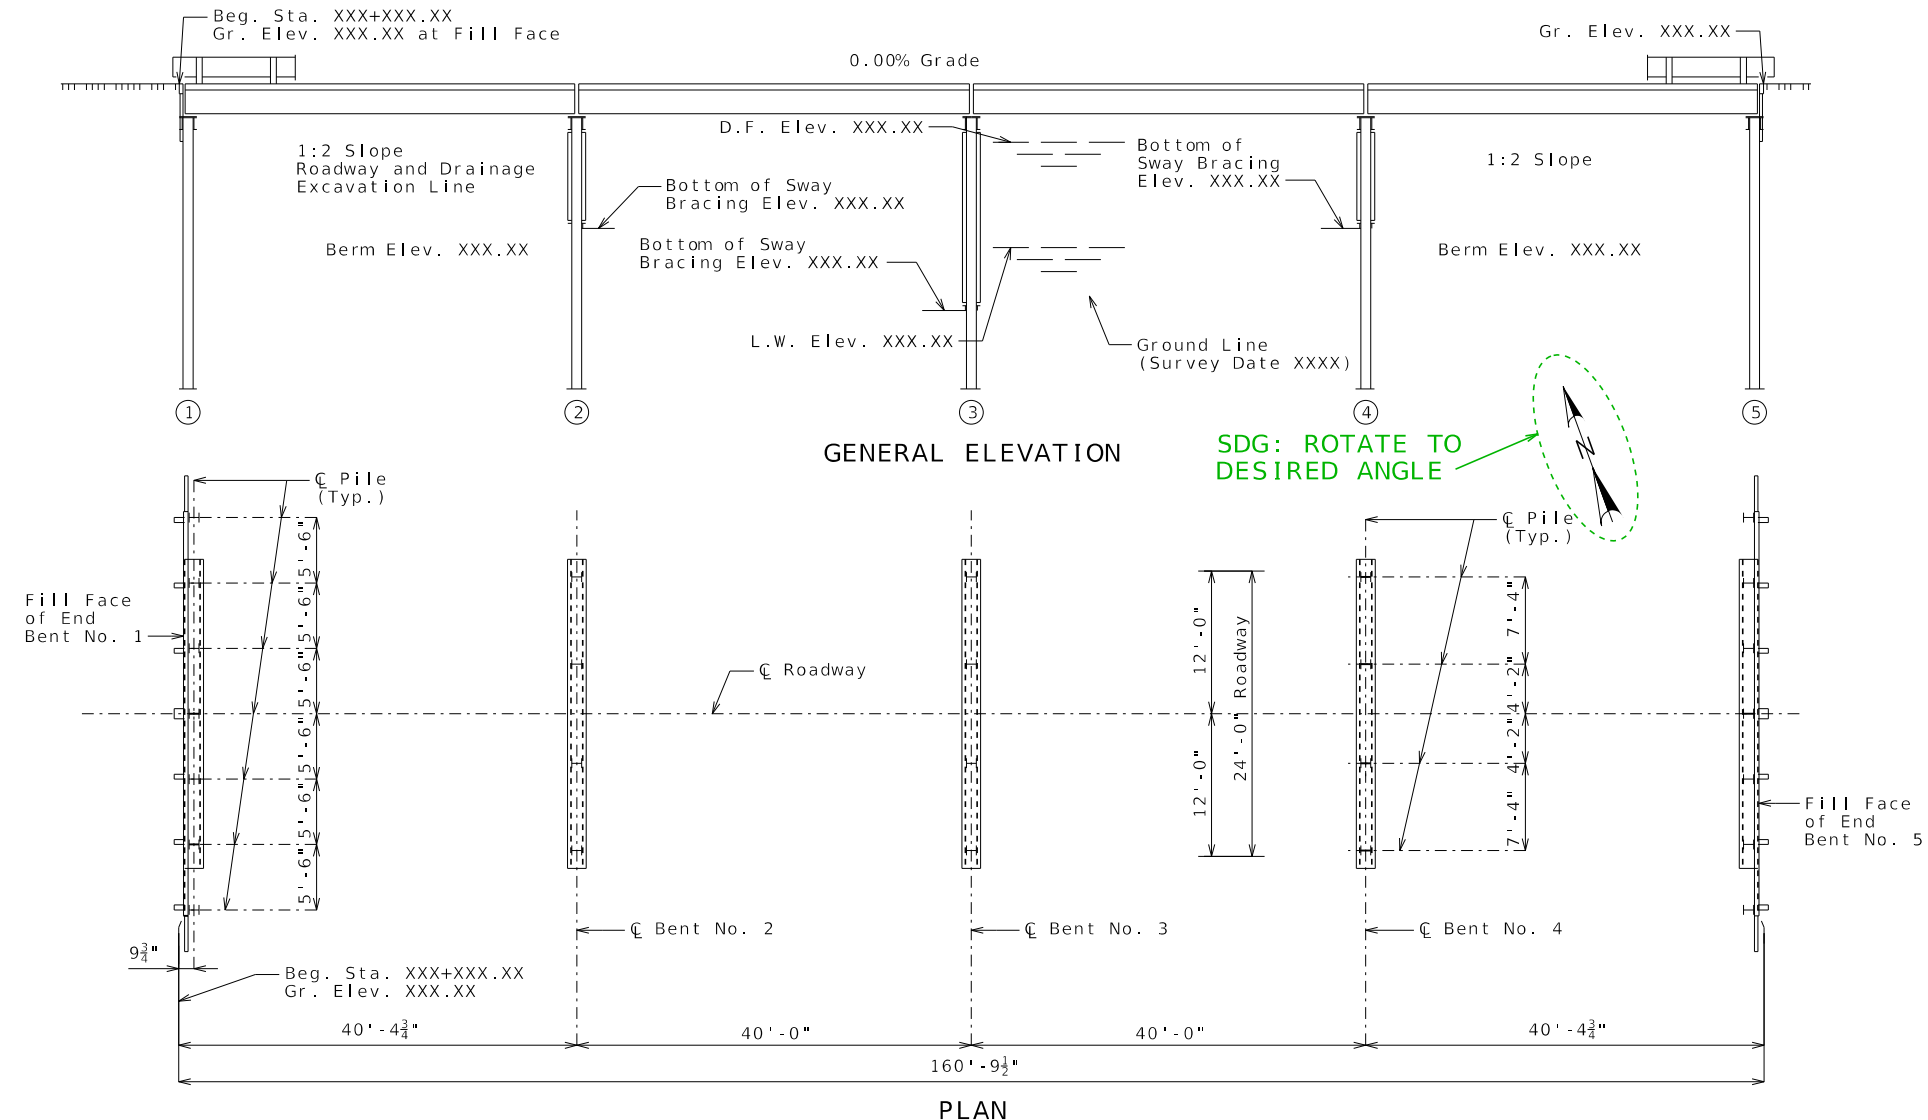 Beg. Sta. XXX+XXX.XX
Gr. Elev. XXX.XX at Fill Face
Gr. Elev. XXX.XX
0.00% Grade
D.F. Elev. XXX.XX
1:2 Slope
Roadway and Drainage
Excavation Line
Bottom of
Sway Bracing
Elev. XXX.XX
1:2 Slope
Bottom of Sway
Bracing Elev. XXX.XX
Berm Elev. XXX.XX
Bottom of Sway
Bracing Elev. XXX.XX
Berm Elev. XXX.XX
L.W. Elev. XXX.XX
Ground Line
(Survey Date XXXX)
1
2
3
4
5
GENERAL ELEVATION
SDG: ROTATE TO
DESIRED ANGLE
N
℄ Pile
(Typ.)
℄ Pile
(Typ.)
5'-6"
5'-6"
5'-6"
5'-6"
5'-6"
5'-6"
Fill Face
of End
Bent No. 1
℄ Roadway
12'-0"
12'-0"
24'-0" Roadway
7'-4"
4'-2"
4'-2"
7'-4"
Fill Face
of End
Bent No. 5
℄ Bent No. 2
℄ Bent No. 3
℄ Bent No. 4
9¾"
Beg. Sta. XXX+XXX.XX
Gr. Elev. XXX.XX
40'-4¾"
40'-0"
40'-0"
40'-4¾"
160'-9½"
PLAN